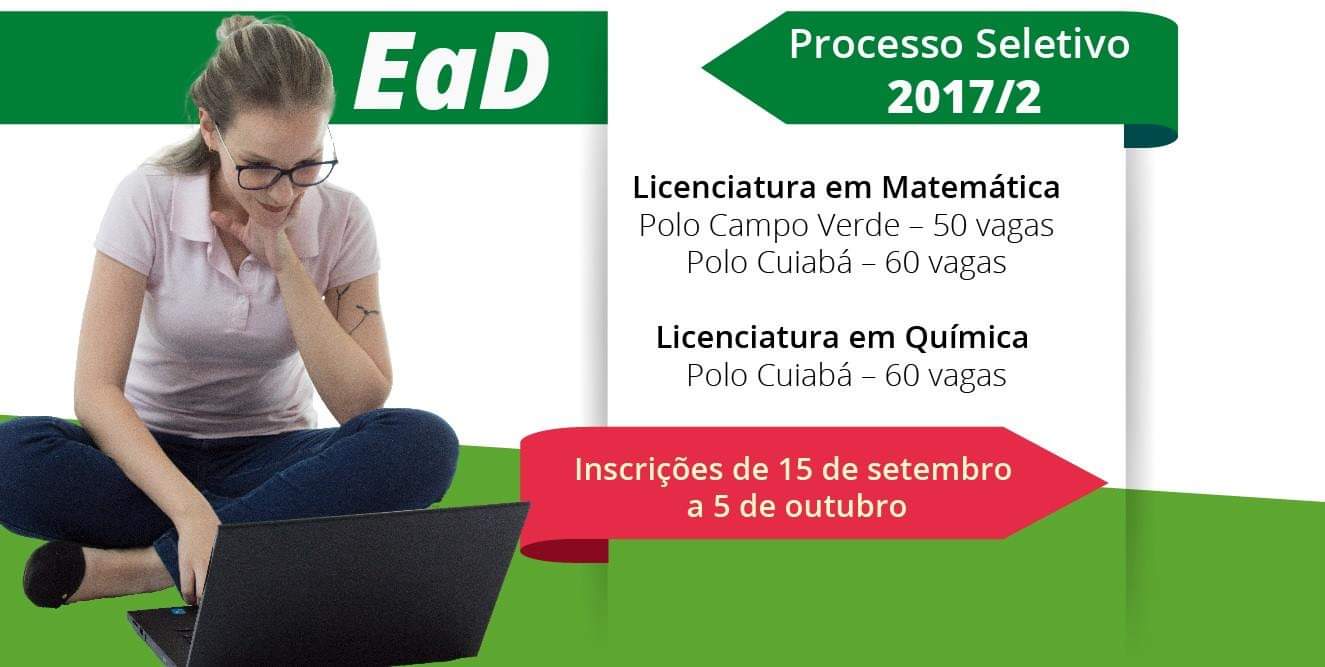 EaD
Processo Seletivo
2017/2
Licenciatura em Matemática
Polo Campo Verde – 50 vagas
Polo Cuiabá – 60 vagas
Licenciatura em Química
Polo Cuiabá – 60 vagas
Inscrições de 15 de setembro
a 5 de outubro